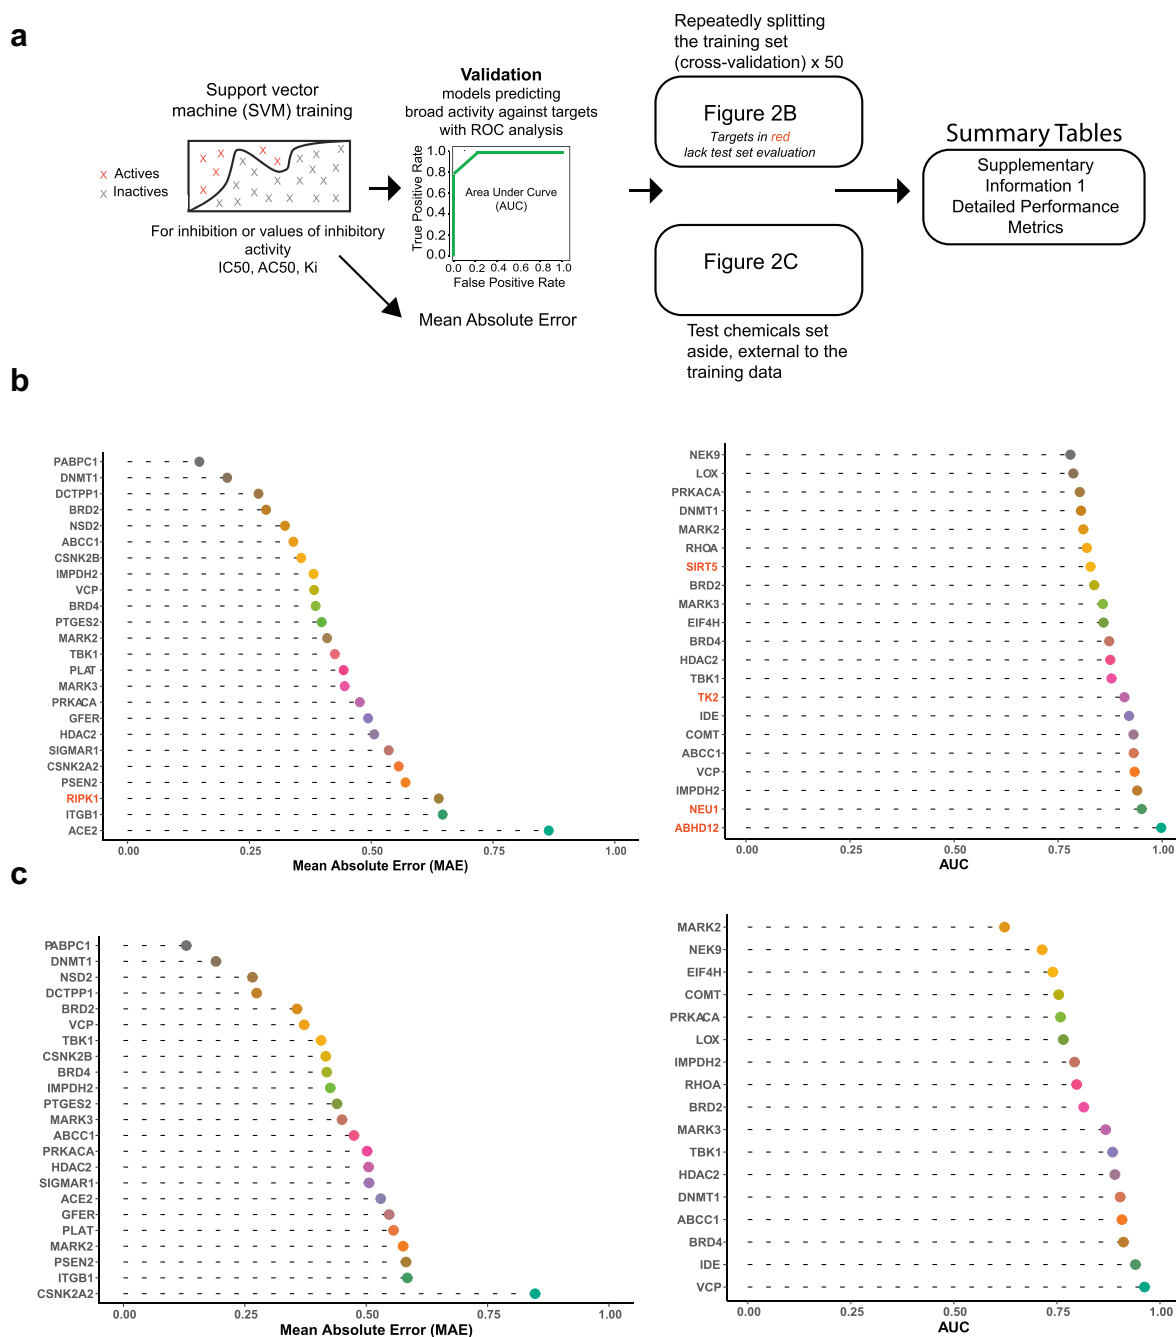 a
Support vector
machine (SVM) training
X Actives
X Inactives
For inhibition or values of inhibitory
activity
IC50, AC50, Ki
Validation
models predicting
broad activity against targets
with ROC analysis
True Positive Rate
1.0
0.8
0.6
0.4
0.2
0.0
Area Under Curve
(AUC)
0.0 0.2 0.4 0.6 0.8 1.0
False Positive Rate
Mean Absolute Error
Repeatedly splitting
the training set
(cross-validation) x 50
Figure 2B
Targets in red
lack test set evaluation
Figure 2C
Test chemicals set
aside, external to the
training data
Summary Tables
Supplementary
Information 1
Detailed Performance
Metrics
b
PABPC1
DNMT1
DCTPP1
BRD2
NSD2
ABCC1
CSNK2B
IMPDH2
VCP
BRD4
PTGES2
MARK2
TBK1
PLAT
MARK3
PRKACA
GFER
HDAC2
SIGMAR1
CSNK2A2
PSEN2
RIPK1
ITGB1
ACE2
0.00 0.25 0.50 0.75 1.00
Mean Absolute Error (MAE)
NEK9
LOX
PRKACA
DNMT1
MARK2
RHOA
SIRT5
BRD2
MARK3
EIF4H
BRD4
HDAC2
TBK1
TK2
IDE
COMT
ABCC1
VCP
IMPDH2
NEU1
ABHD12
0.00 0.25 0.50 0.75 1.00
AUC
c
PABPC1
DNMT1
NSD2
DCTPP1
BRD2
VCP
TBK1
CSNK2B
BRD4
IMPDH2
PTGES2
MARK3
ABCC1
PRKACA
HDAC2
SIGMAR1
ACE2
GFER
PLAT
MARK2
PSEN2
ITGB1
CSNK2A2
0.00 0.25 0.50 0.75 1.00
Mean Absolute Error (MAE)
MARK2
NEK9
EIF4H
COMT
PRKACA
LOX
IMPDH2
RHOA
BRD2
MARK3
TBK1
HDAC2
DNMT1
ABCC1
BRD4
IDE
VCP
0.00 0.25 0.50 0.75 1.00
AUC